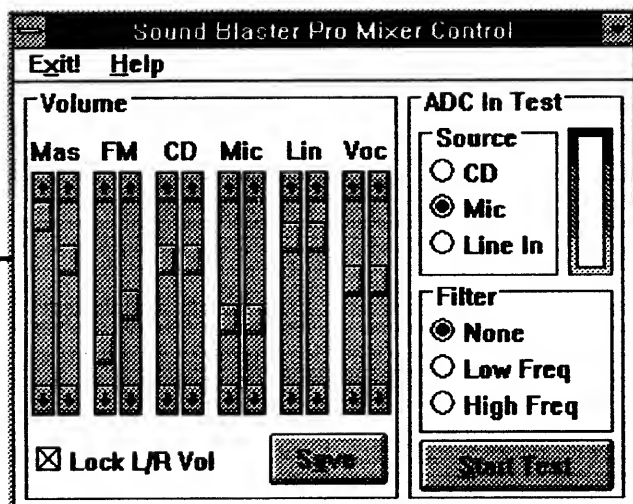 Sound Blaster Pro Mixer Control
Exit! Help
Volume
Mas FM CD Mic Lin Voc
Lock L/R Vol
Save
ADC In Test
Source
CD
Mic
Line In
Filter
None
Low Freq
High Freq
Start Test